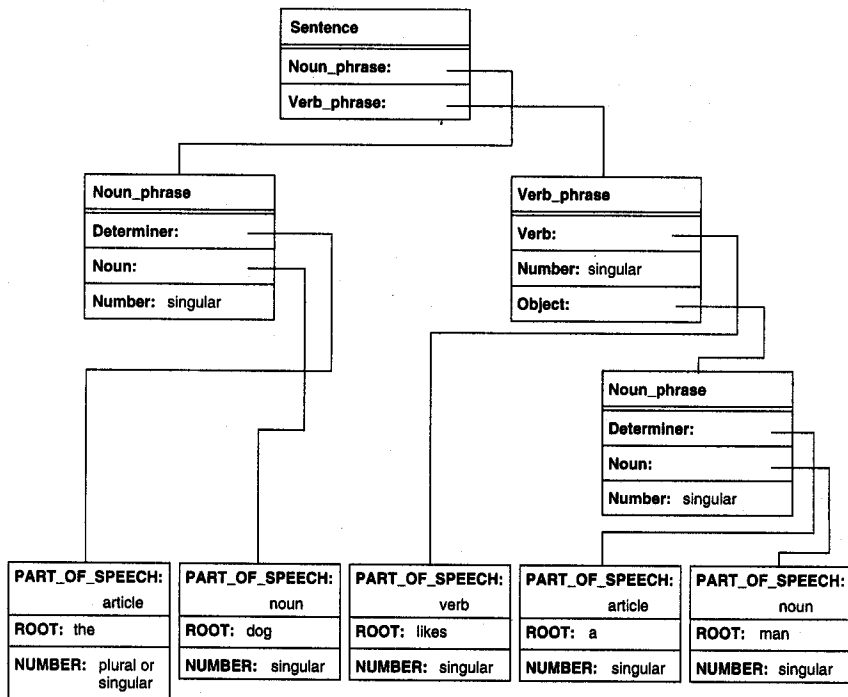 Sentence
Noun_phrase:
Verb_phrase:
Noun_phrase
Determiner:
Noun:
Number: singular
Verb_phrase
Verb:
Number: singular
Object:
Noun_phrase
Determiner:
Noun:
Number: singular
PART_OF_SPEECH:
article
ROOT: the
NUMBER: plural or
singular
PART_OF_SPEECH:
noun
ROOT: dog
NUMBER: singular
PART_OF_SPEECH:
verb
ROOT: likes
NUMBER: singular
PART_OF_SPEECH:
article
ROOT: a
NUMBER: singular
PART_OF_SPEECH:
noun
ROOT: man
NUMBER: singular